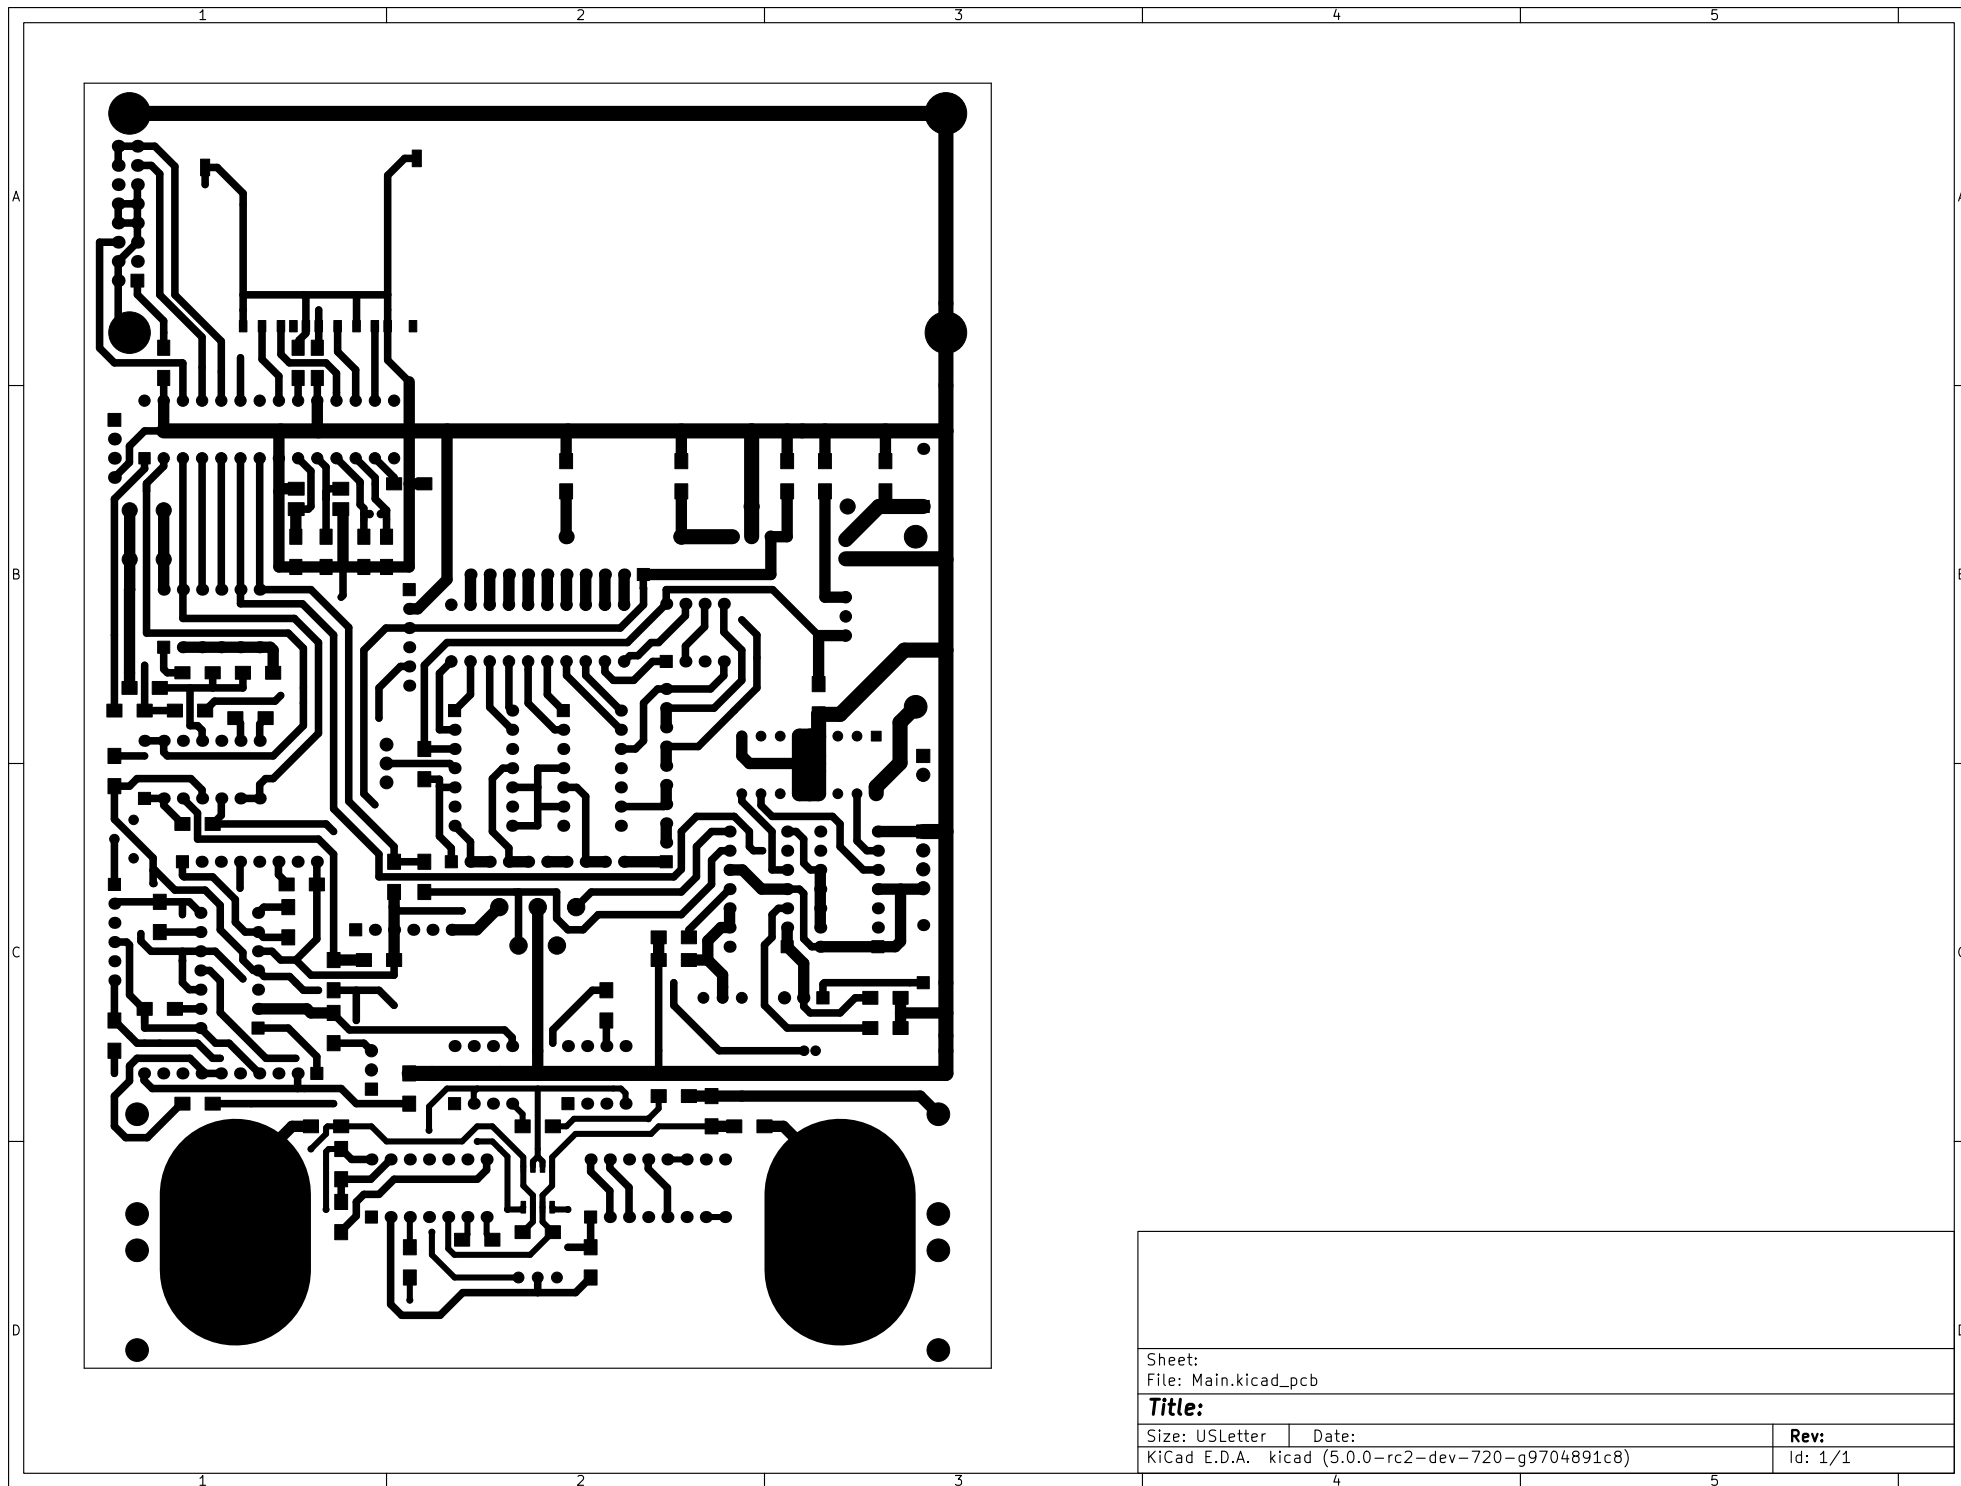 1 2 3 4 5
A A
B B
C C
D D
Sheet:
File: Main.kicad_pcb
Title:
Size: USLetter Date: Rev:
KiCad E.D.A. kicad (5.0.0-rc2-dev-720-g9704891c8) Id: 1/1
1 2 3 4 5